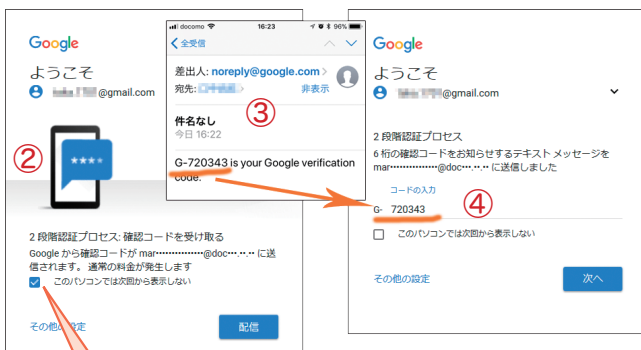 Google
ようこそ
@gmail.com
②
****
2 段階認証プロセス: 確認コードを受け取る
Google から確認コードが mar••••••••••••••@doc•••.••.•• に送
信されます。 通常の料金が発生します
このパソコンでは次回から表示しない
その他の設定
配信
docomo
16:23
96%
全受信
差出人: noreply@google.com
宛先:
非表示
③
件名なし
今日 16:22
G-720343 is your Google verification
code.
Google
ようこそ
@gmail.com
2 段階認証プロセス
6 桁の確認コードをお知らせするテキスト メッセージを
mar••••••••••••••@doc•••.••.•• に送信しました
コードの入力
G- 720343
④
このパソコンでは次回から表示しない
その他の設定
次へ